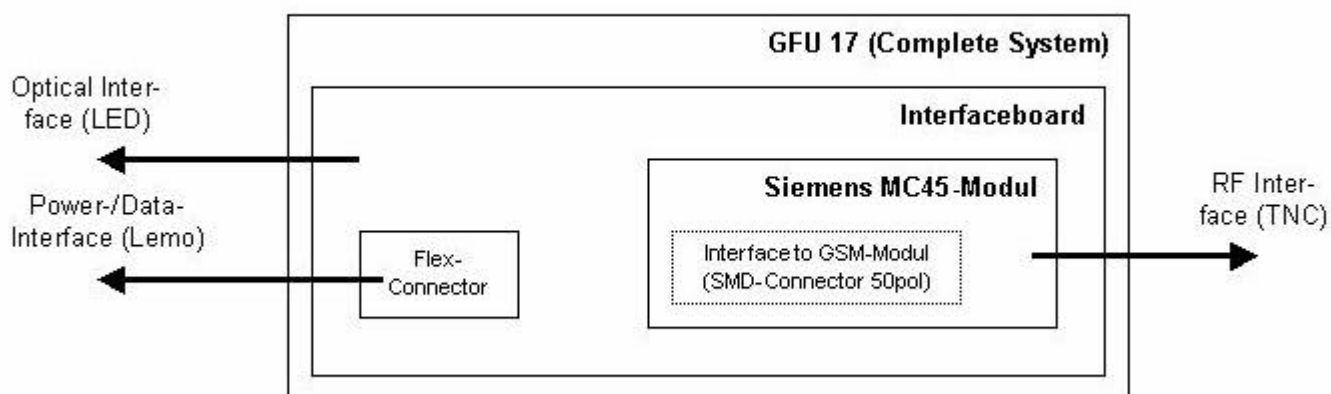 GFU 17 (Complete System)
Optical Inter-
face (LED)
Interfaceboard
Siemens MC45-Modul
Power-/Data-
Interface (Lemo)
Flex-
Connector
Interface to GSM-Modul
(SMD-Connector 50pol)
RF Inter-
face (TNC)